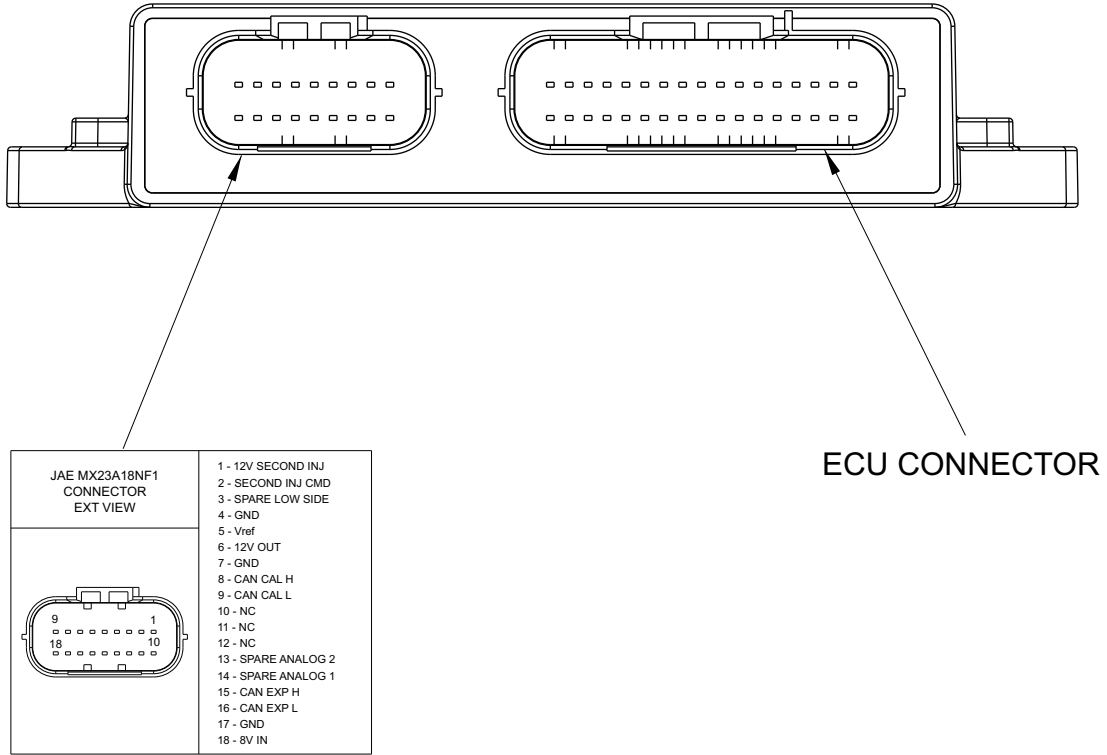 ECU CONNECTOR
JAE MX23A18NF1
CONNECTOR
EXT VIEW
9 1
18 10
1 - 12V SECOND INJ
2 - SECOND INJ CMD
3 - SPARE LOW SIDE
4 - GND
5 - Vref
6 - 12V OUT
7 - GND
8 - CAN CAL H
9 - CAN CAL L
10 - NC
11 - NC
12 - NC
13 - SPARE ANALOG 2
14 - SPARE ANALOG 1
15 - CAN EXP H
16 - CAN EXP L
17 - GND
18 - 8V IN